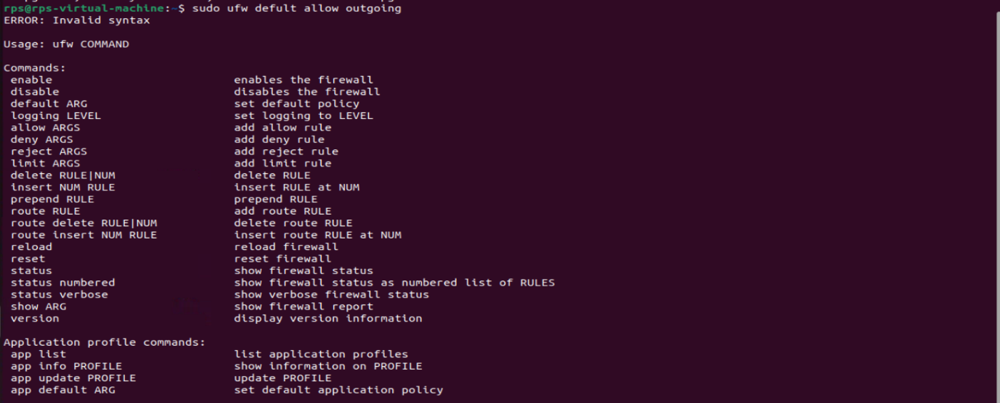 rps@rps-virtual-machine:~$ sudo ufw defult allow outgoing
ERROR: Invalid syntax
Usage: ufw COMMAND
Commands:
enable enables the firewall
disable disables the firewall
default ARG set default policy
logging LEVEL set logging to LEVEL
allow ARGS add allow rule
deny ARGS add deny rule
reject ARGS add reject rule
limit ARGS add limit rule
delete RULE|NUM delete RULE
insert NUM RULE insert RULE at NUM
prepend RULE prepend RULE
route RULE add route RULE
route delete RULE|NUM delete route RULE
route insert NUM RULE insert route RULE at NUM
reload reload firewall
reset reset firewall
status show firewall status
status numbered show firewall status as numbered list of RULES
status verbose show verbose firewall status
show ARG show firewall report
version display version information
Application profile commands:
app list list application profiles
app info PROFILE show information on PROFILE
app update PROFILE update PROFILE
app default ARG set default application policy